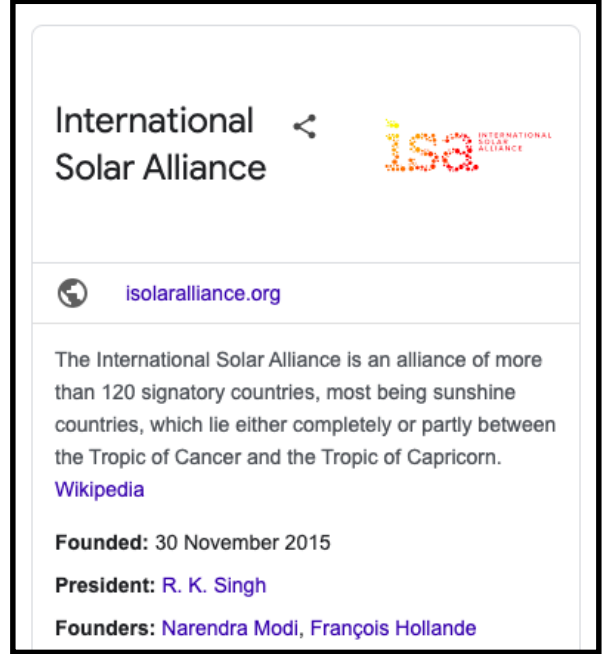 International
Solar Alliance
isa
INTERNATIONAL
SOLAR
ALLIANCE
isolaralliance.org
The International Solar Alliance is an alliance of more
than 120 signatory countries, most being sunshine
countries, which lie either completely or partly between
the Tropic of Cancer and the Tropic of Capricorn.
Wikipedia
Founded: 30 November 2015
President: R. K. Singh
Founders: Narendra Modi, François Hollande